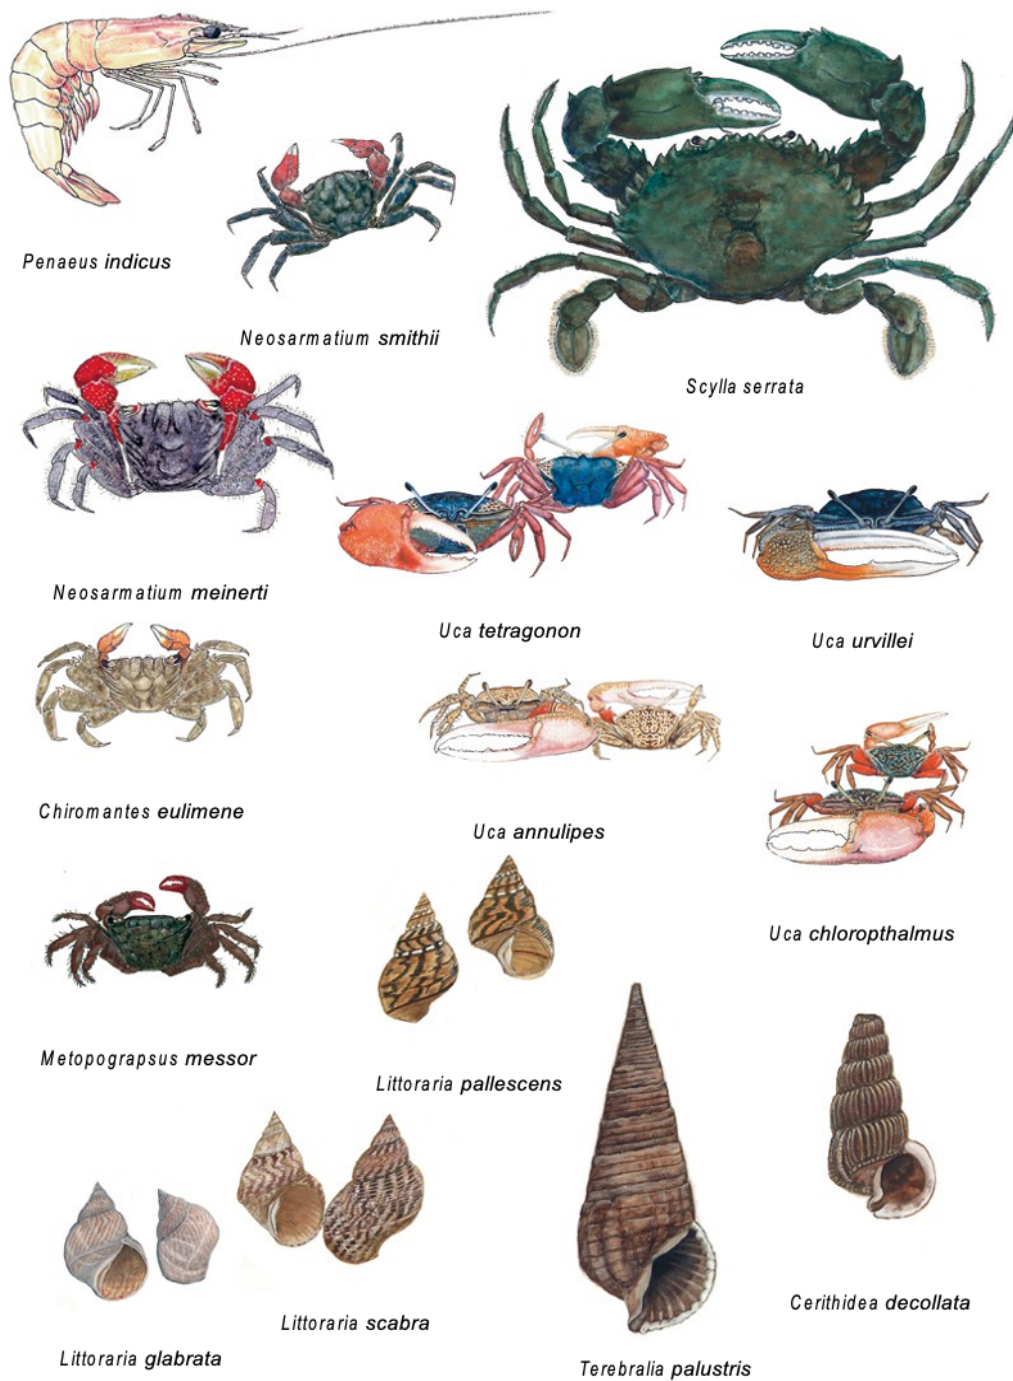 Penaeus indicus
Neosarmatium smithii
Scylla serrata
Neosarmatium meinerti
Uca tetragonon
Uca urvillei
Chiromantes eulimene
Uca annulipes
Uca chloropthalmus
Metopograpsus messor
Littoraria pallescens
Cerithidea decollata
Littoraria scabra
Littoraria glabrata
Terebralia palustris